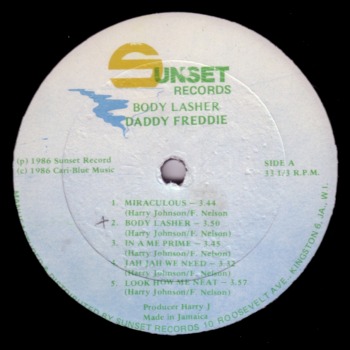 SUNSET
RECORDS
BODY LASHER
DADDY FREDDIE
(p) 1986 Sunset Record
(c) 1986 Cari-Blue Music
SIDE A
33 1/3 R.P.M.
1. MIRACULOUS – 3.44
(Harry Johnson/F. Nelson
2. BODY LASHER – 3.50
(Harry Johnson/F. Nelson)
3. IN A ME PRIME – 3.45
(Harry Johnson/F. Nelson)
4. JAH JAH WE NEED – 3.52
(Harry Johnson/F. Nelson)
5. LOOK HOW ME NEAT – 3.57
(Harry Johnson/F. Nelson)
Producer Harry J
Made in Jamaica
DISTRIBUTED BY SUNSET RECORDS 10, ROOSEVELT AVE., KINGSTON 6, JA., W.I.